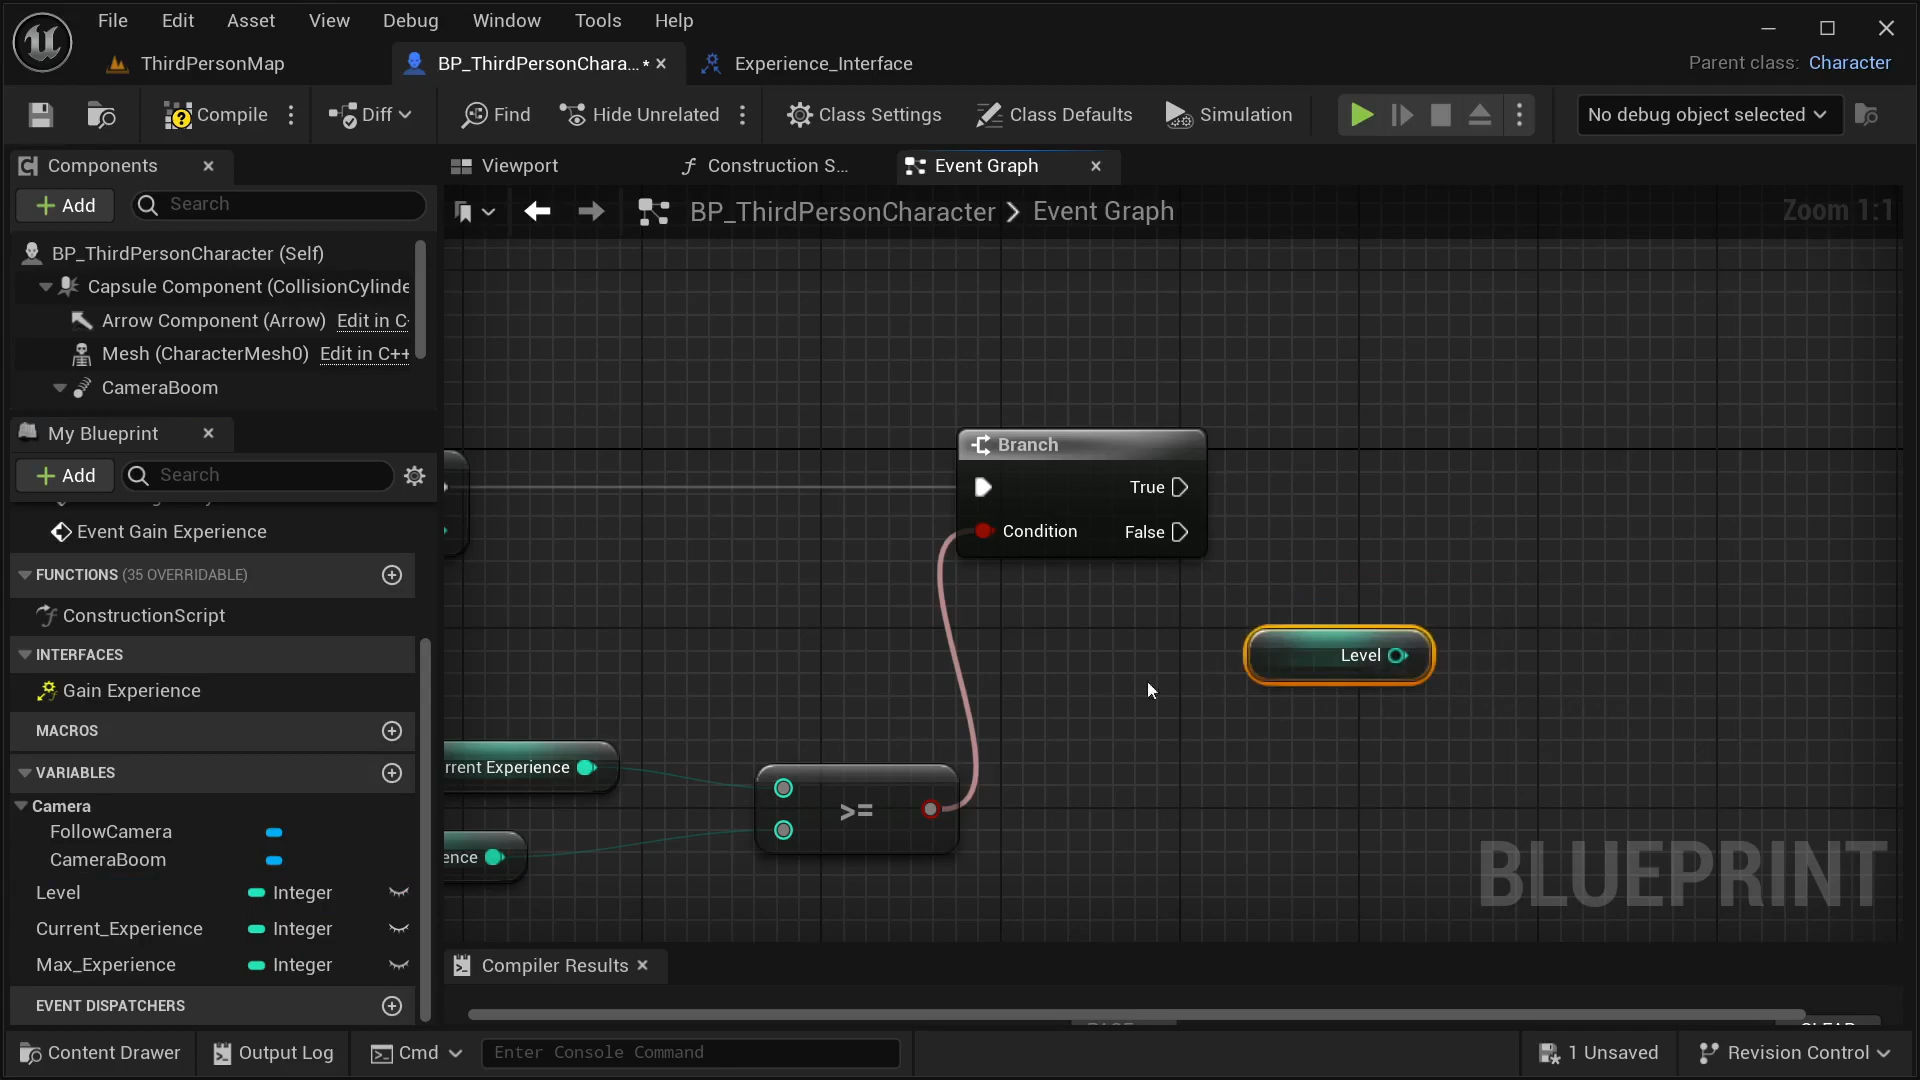 File Edit Asset View Debug Window Tools Help
ThirdPersonMap BP_ThirdPersonChara...* Experience_Interface Parent class: Character
Compile Diff Find Hide Unrelated Class Settings Class Defaults Simulation No debug object selected
Components Viewport Construction S... Event Graph
Add Search
BP_ThirdPersonCharacter Event Graph Zoom 1:1
BP_ThirdPersonCharacter (Self)
Capsule Component (CollisionCylinde
Arrow Component (Arrow) Edit in C
Mesh (CharacterMesh0) Edit in C++
CameraBoom
My Blueprint
Add Search
Event Gain Experience
FUNCTIONS (35 OVERRIDABLE)
ConstructionScript
INTERFACES
Gain Experience
MACROS
VARIABLES
Camera
FollowCamera
CameraBoom
Level Integer
Current_Experience Integer
Max_Experience Integer
EVENT DISPATCHERS
Branch
True
Condition False
Level
rrent Experience
>=
ence
BLUEPRINT
Compiler Results
Content Drawer Output Log Cmd Enter Console Command 1 Unsaved Revision Control